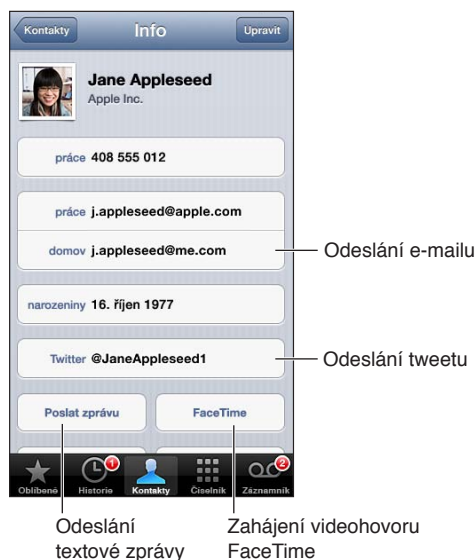 Kontakty Info Upravit
Jane Appleseed
Apple Inc.
práce 408 555 012
práce j.appleseed@apple.com
domov j.appleseed@me.com
Odeslání e-mailu
narozeniny 16. říjen 1977
Twitter @JaneAppleseed1
Odeslání tweetu
Poslat zprávu FaceTime
1 2
Oblíbené Historie Kontakty Číselník Záznamník
Odeslání
textové zprávy
Zahájení videohovoru
FaceTime